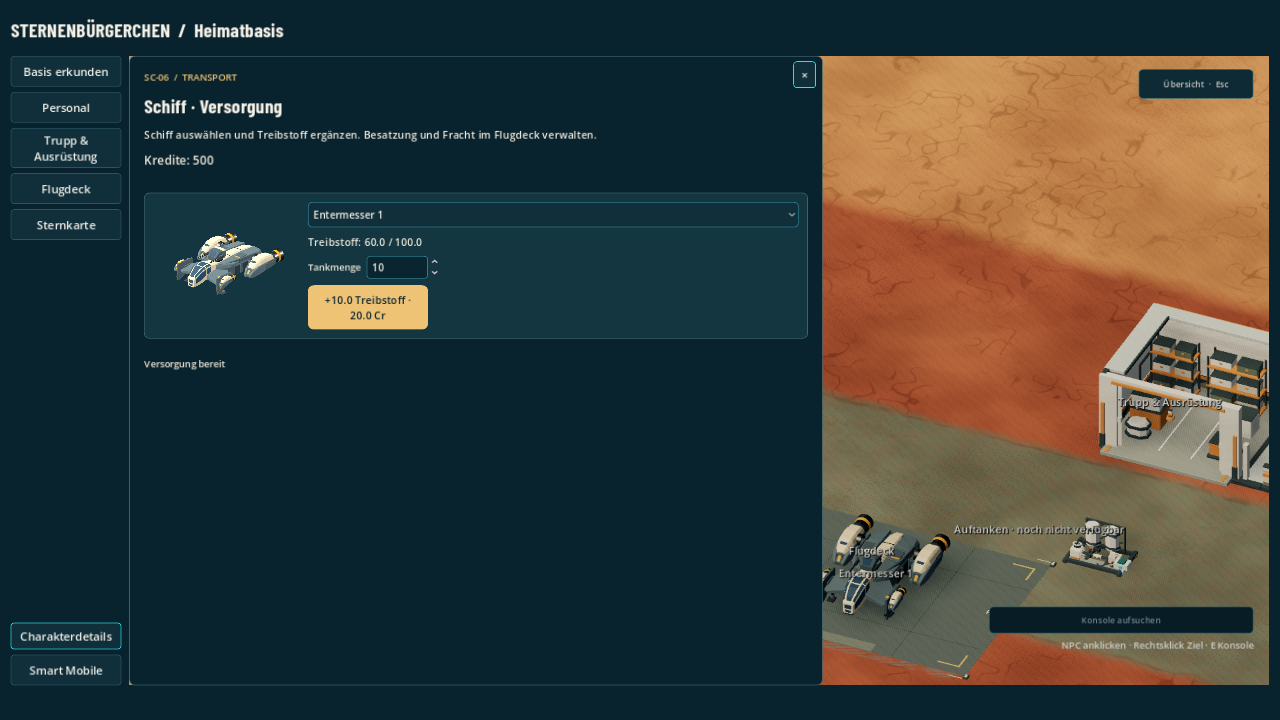 STERNENBÜRGERCHEN / Heimatbasis
Basis erkunden
Personal
Trupp &
Ausrüstung
Flugdeck
Sternkarte
Charakterdetails
Smart Mobile
SC-06 / TRANSPORT
×
Schiff · Versorgung
Schiff auswählen und Treibstoff ergänzen. Besatzung und Fracht im Flugdeck verwalten.
Kredite: 500
Entermesser 1
Treibstoff: 60.0 / 100.0
Tankmenge 10
+10.0 Treibstoff ·
20.0 Cr
Versorgung bereit
Übersicht · Esc
Trupp & Ausrüstung
Auftanken · noch nicht verfügbar
Flugdeck
Entermesser 1
Konsole aufsuchen
NPC anklicken · Rechtsklick Ziel · E Konsole